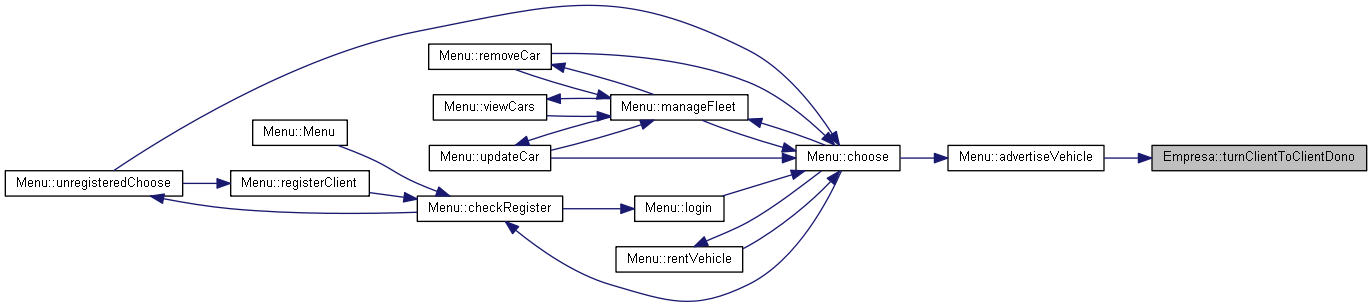 Menu::removeCar
Menu::viewCars
Menu::manageFleet
Menu::Menu
Menu::updateCar
Menu::choose
Menu::advertiseVehicle
Empresa::turnClientToClientDono
Menu::unregisteredChoose
Menu::registerClient
Menu::checkRegister
Menu::login
Menu::rentVehicle